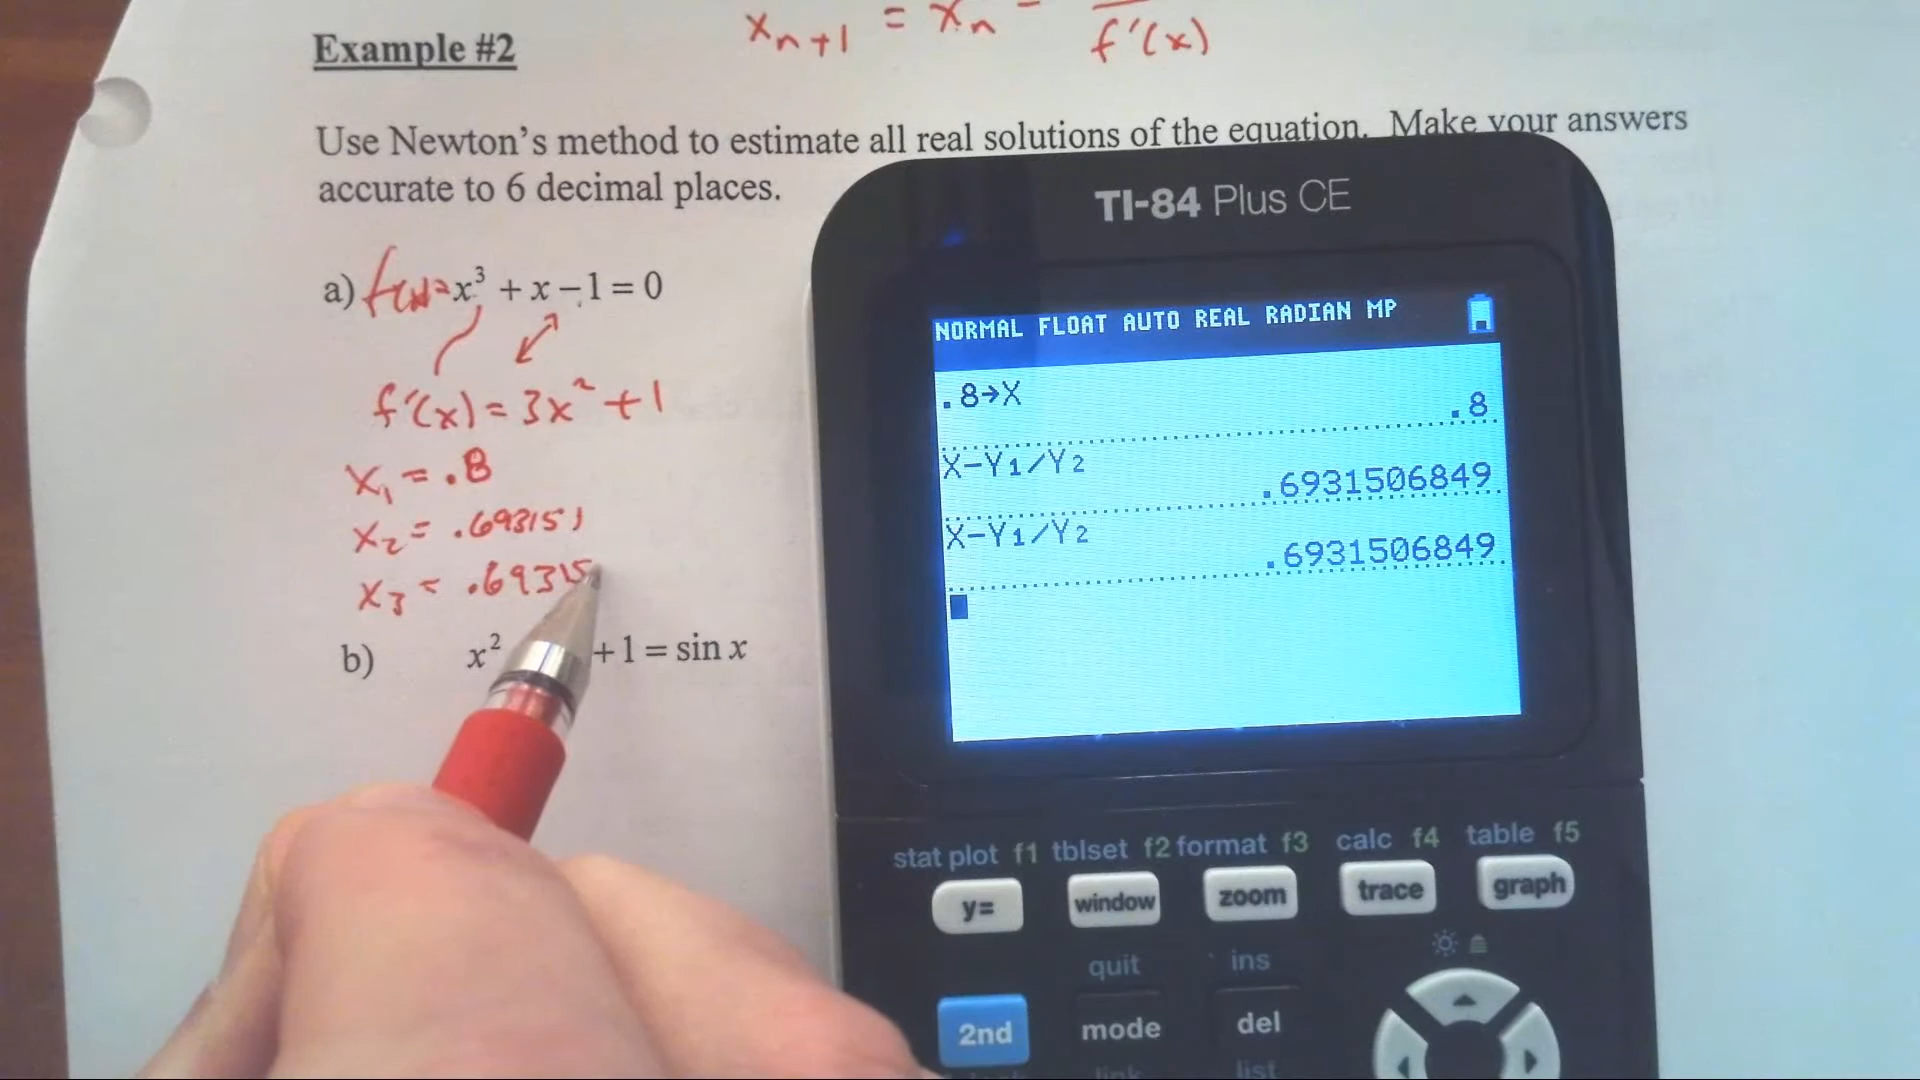 Example #2
xₙ₊₁ = xₙ -
f'(x)
Use Newton's method to estimate all real solutions of the equation. Make your answers
accurate to 6 decimal places.
a) f(x)= x³ + x − 1 = 0
f'(x) = 3x² + 1
x₁ = .8
x₂ = .693151
x₃ = .69315
b) x² +1 = sin x
TI-84 Plus CE
NORMAL FLOAT AUTO REAL RADIAN MP
.8→X
.8
X-Y₁/Y₂
.6931506849
X-Y₁/Y₂
.6931506849
stat plot f1 tblset f2 format f3 calc f4 table f5
y= window zoom trace graph
quit ins
2nd mode del
link list